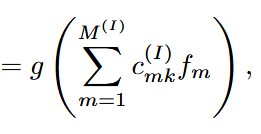 = g \left( \sum_{m=1}^{M^{(I)}} c_{mk}^{(I)} f_m \right),